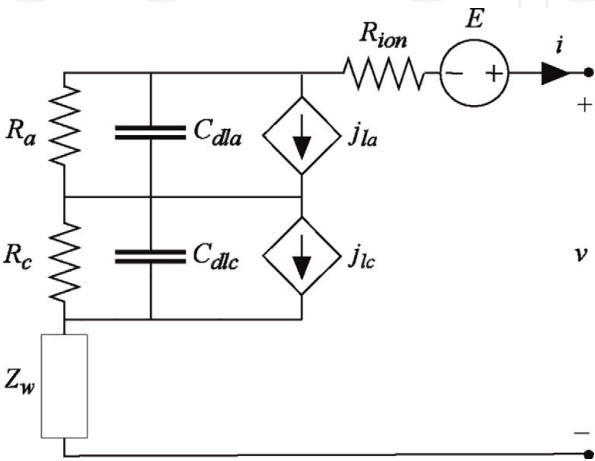 E
R_ion
i
− +
+
R_a
C_dla
j_la
R_c
C_dlc
j_lc
v
Z_w
−